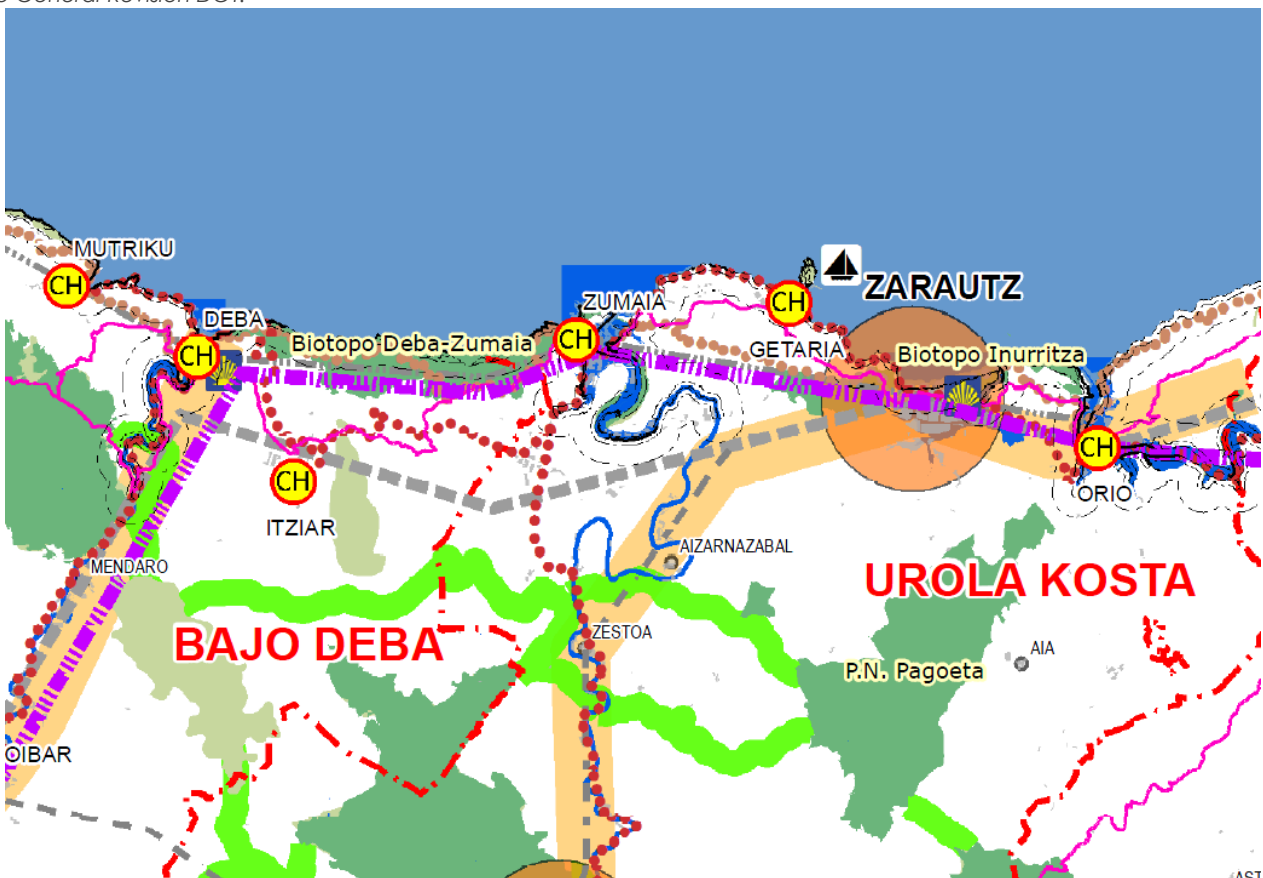 MUTRIKU
CH
DEBA
CH
Biotopo Deba-Zumaia
ZUMAIA
CH
CH
ZARAUTZ
GETARIA
Biotopo Inurritza
CH
ORIO
CH
ITZIAR
MENDARO
AIZARNAZABAL
UROLA KOSTA
BAJO DEBA
ZESTOA
AIA
P.N. Pagoeta
OIBAR